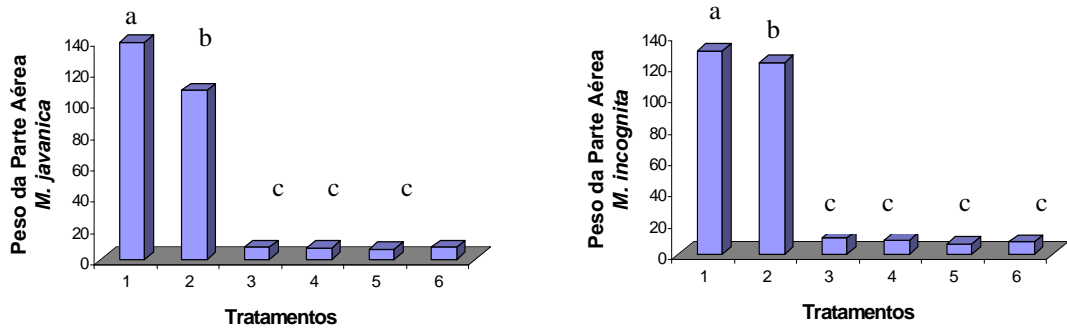 a
b
c c c
140
120
100
80
60
40
20
0
Peso da Parte Aérea
M. javanica
1 2 3 4 5 6
Tratamentos
a
b
c c c c
140
120
100
80
60
40
20
0
Peso da Parte Aérea
M. incognita
1 2 3 4 5 6
Tratamentos